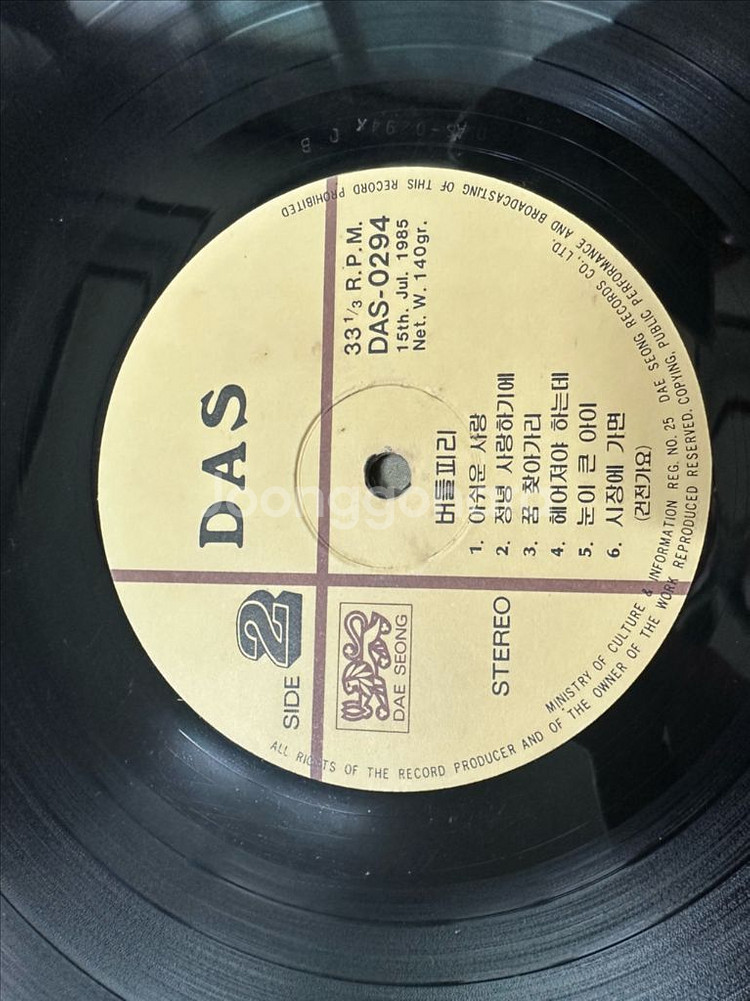 DAS
SIDE 2
33 1/3 R.P.M.
DAS-0294
15th. Jul. 1985
Net. W. 140gr.
DAE SEONG
STEREO
버들피리
1. 아쉬운 사랑
2. 정녕 사랑하기에
3. 꿈 찾아가리
4. 헤어져야 하는데
5. 눈이 큰 아이
6. 시장에 가면
(건전가요)
MINISTRY OF CULTURE & INFORMATION REG. NO. 25 DAE SEONG RECORDS CO., LTD.
ALL RIGHTS OF THE RECORD PRODUCER AND OF THE OWNER OF THE WORK REPRODUCED RESERVED. COPYING, PUBLIC PERFORMANCE AND BROADCASTING OF THIS RECORD PROHIBITED